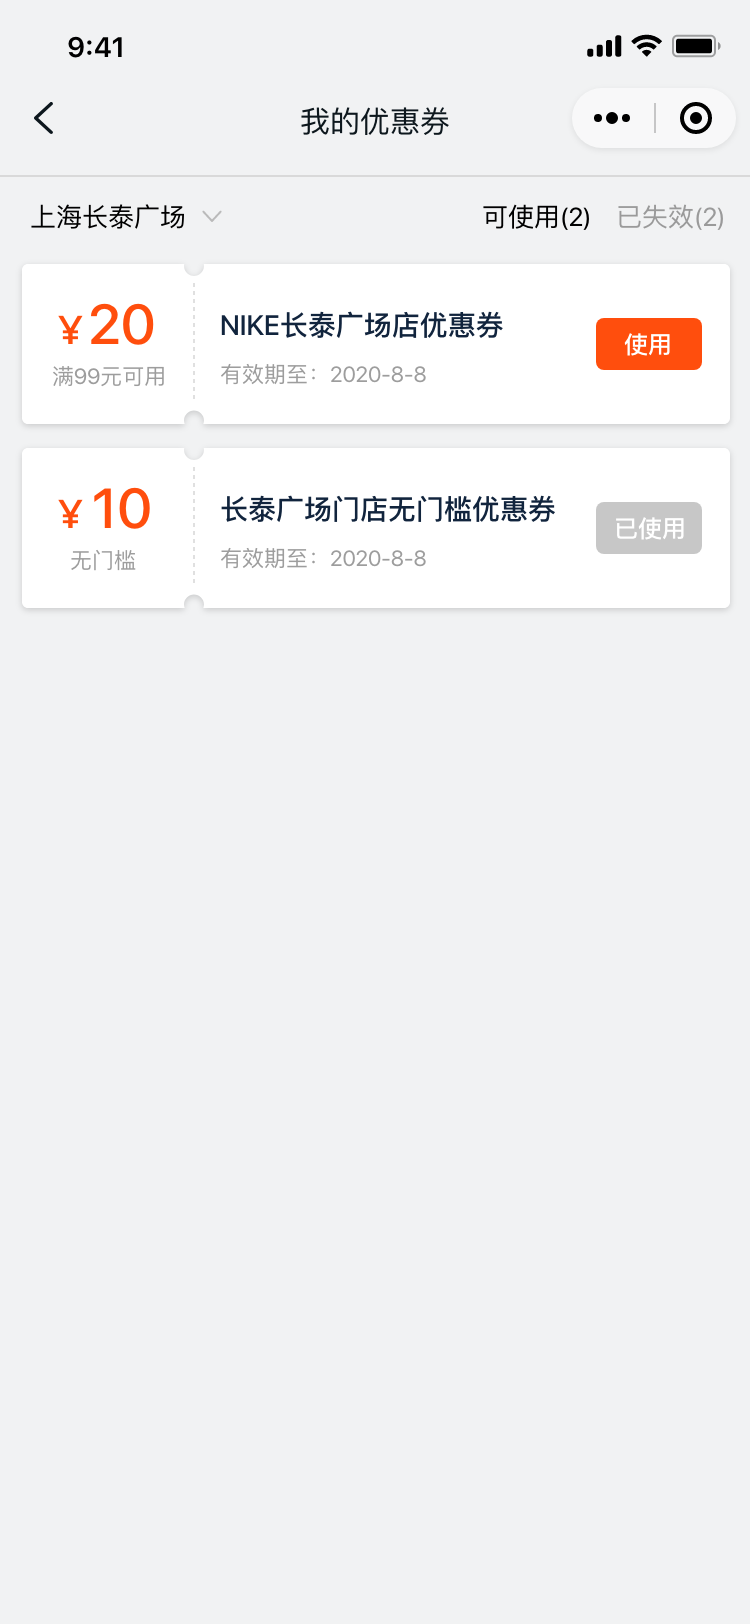 9:41
我的优惠券
上海长泰广场 可使用(2) 已失效(2)
¥20
满99元可用
NIKE长泰广场店优惠券
有效期至：2020-8-8
使用
¥10
无门槛
长泰广场门店无门槛优惠券
有效期至：2020-8-8
已使用